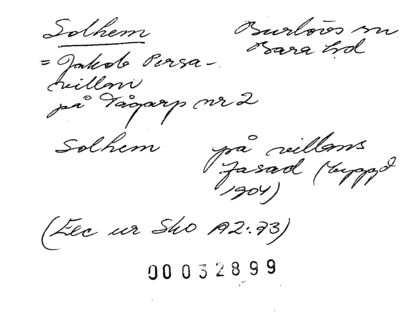 Solhem
Burlövs sn
Bara hd
= Jakob Persa-
villan
på Tågarp nr 2
Solhem
på villans
fasad (byggd
1904)
(Exc ur Sko A2:73)
00032899